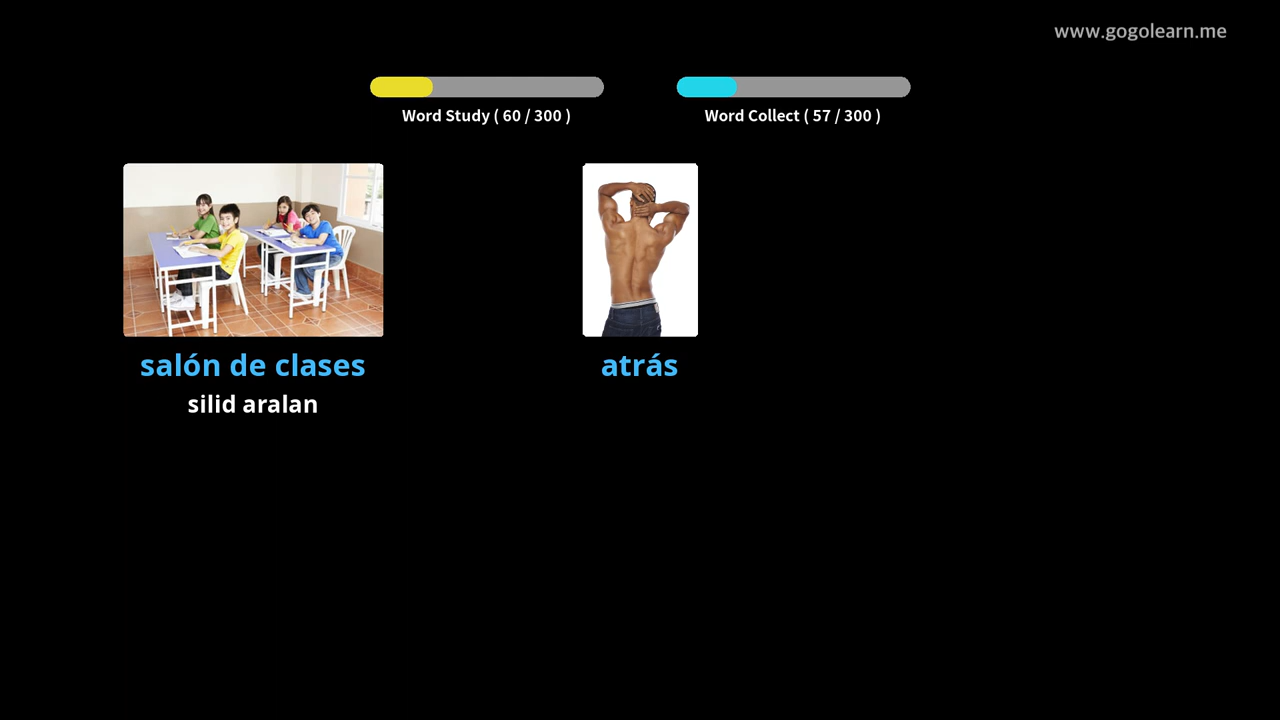 www.gogolearn.me
Word Study ( 60 / 300 )
Word Collect ( 57 / 300 )
salón de clases
silid aralan
atrás